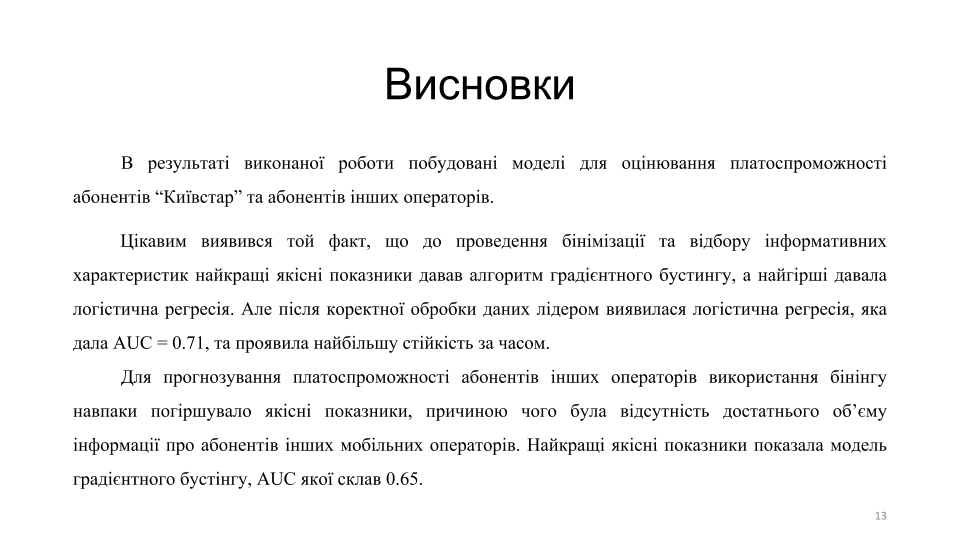 Висновки
В результаті виконаної роботи побудовані моделі для оцінювання платоспроможності
абонентів “Київстар” та абонентів інших операторів.
Цікавим виявився той факт, що до проведення бінімізації та відбору інформативних
характеристик найкращі якісні показники давав алгоритм градієнтного бустингу, а найгірші давала
логістична регресія. Але після коректної обробки даних лідером виявилася логістична регресія, яка
дала AUC = 0.71, та проявила найбільшу стійкість за часом.
Для прогнозування платоспроможності абонентів інших операторів використання бінінгу
навпаки погіршувало якісні показники, причиною чого була відсутність достатнього об’єму
інформації про абонентів інших мобільних операторів. Найкращі якісні показники показала модель
градієнтного бустінгу, AUC якої склав 0.65.
13